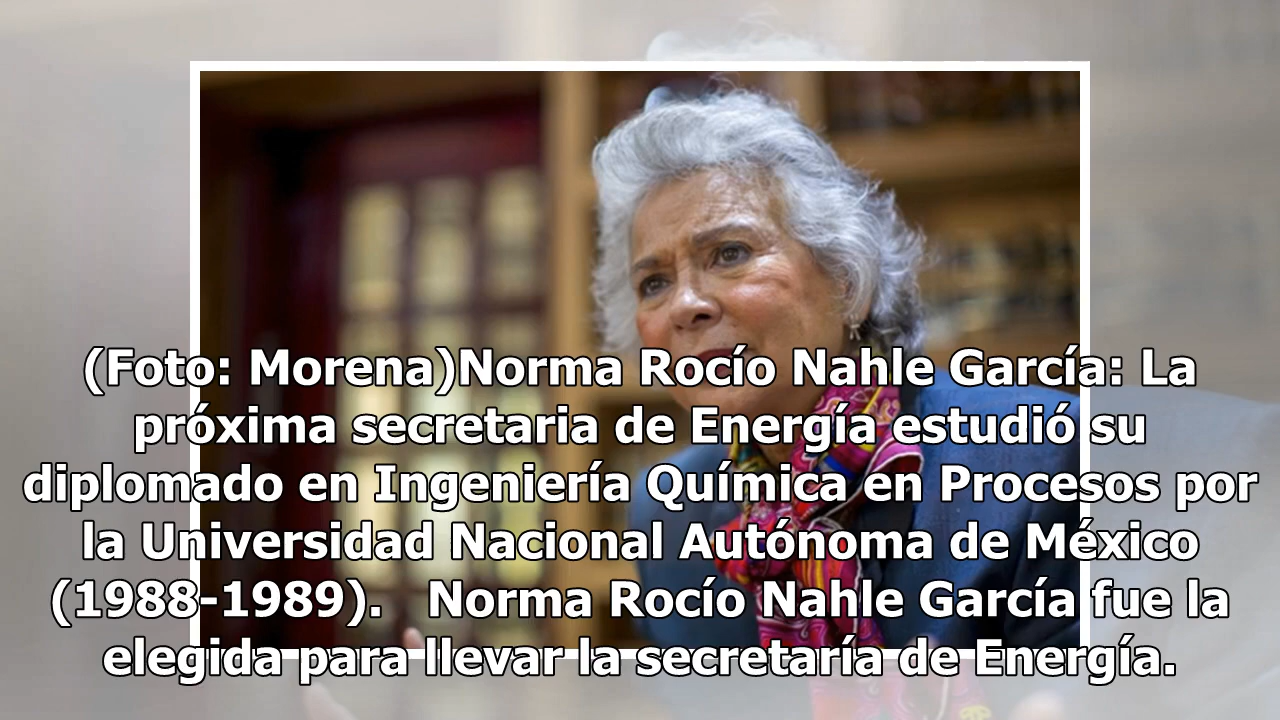 (Foto: Morena)Norma Rocío Nahle García: La
próxima secretaria de Energía estudió su
diplomado en Ingeniería Química en Procesos por
la Universidad Nacional Autónoma de México
(1988-1989).   Norma Rocío Nahle García fue la
elegida para llevar la secretaría de Energía.